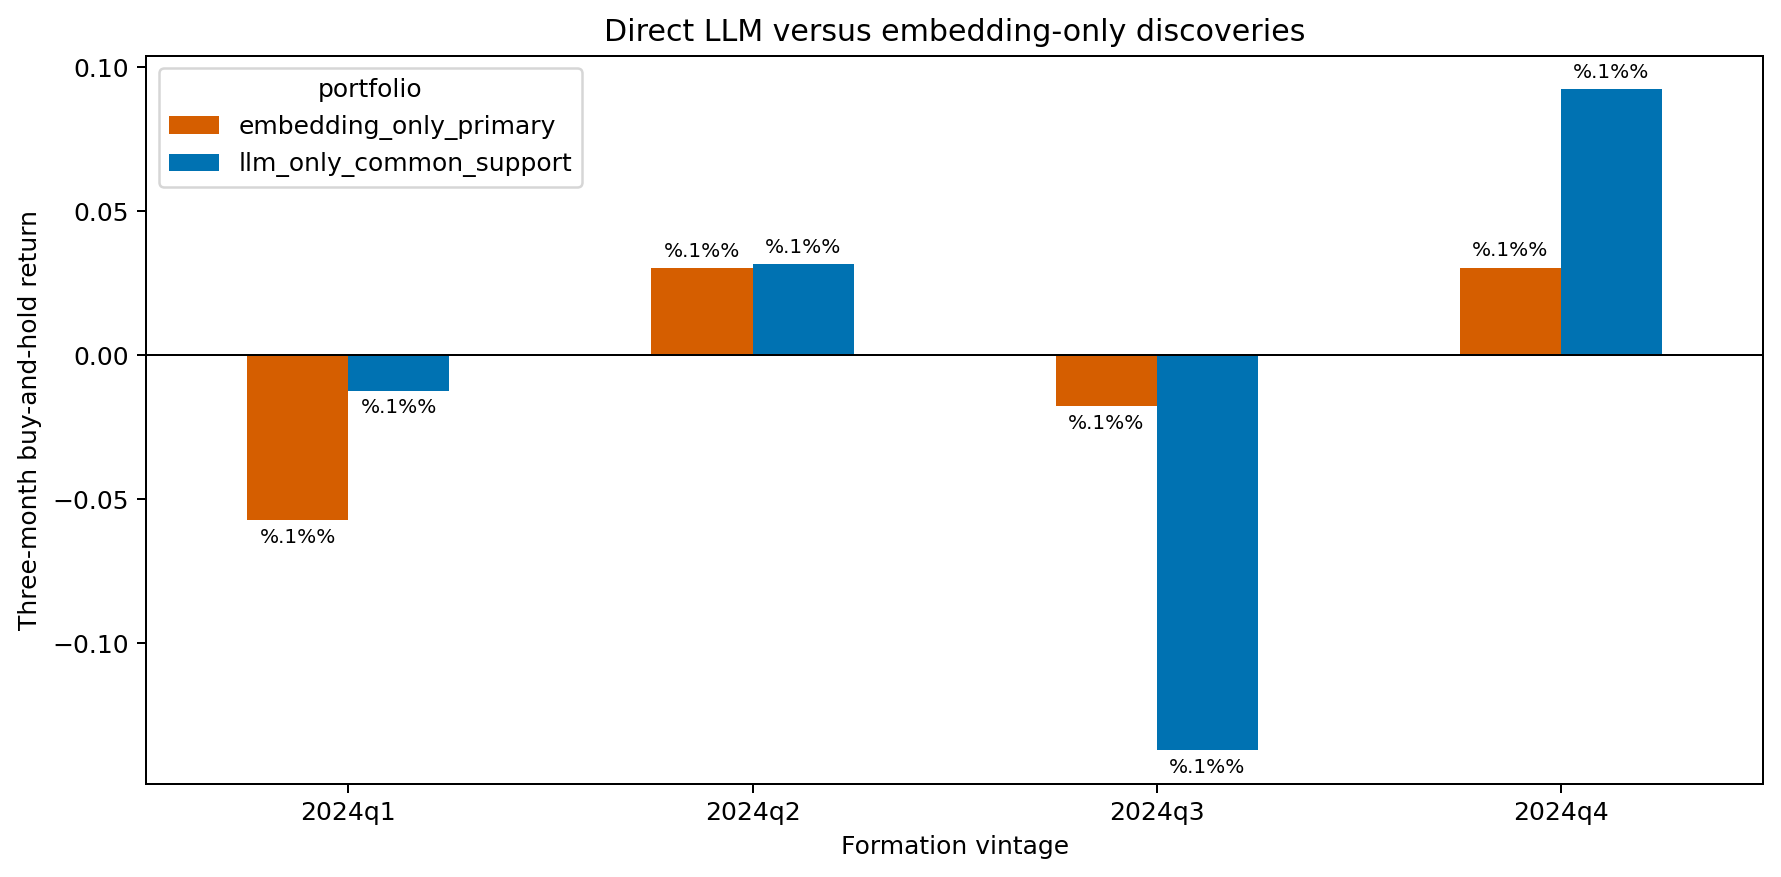 Direct LLM versus embedding-only discoveries
portfolio
embedding_only_primary
llm_only_common_support
Three-month buy-and-hold return
0.10
0.05
0.00
−0.05
−0.10
%.1%%
%.1%%
%.1%%
%.1%%
%.1%%
%.1%%
%.1%%
%.1%%
2024q1
2024q2
2024q3
2024q4
Formation vintage